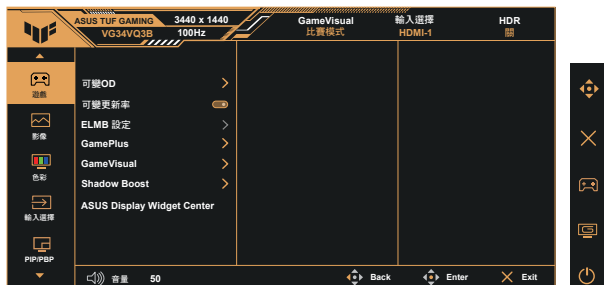 ASUS TUF GAMING 3440 x 1440 GameVisual 輸入選擇 HDR
VG34VQ3B 100Hz 比賽模式 HDMI-1 關
遊戲
影像
色彩
輸入選擇
PIP/PBP
可變OD
可變更新率
ELMB 設定
GamePlus
GameVisual
Shadow Boost
ASUS Display Widget Center
音量 50 Back Enter Exit